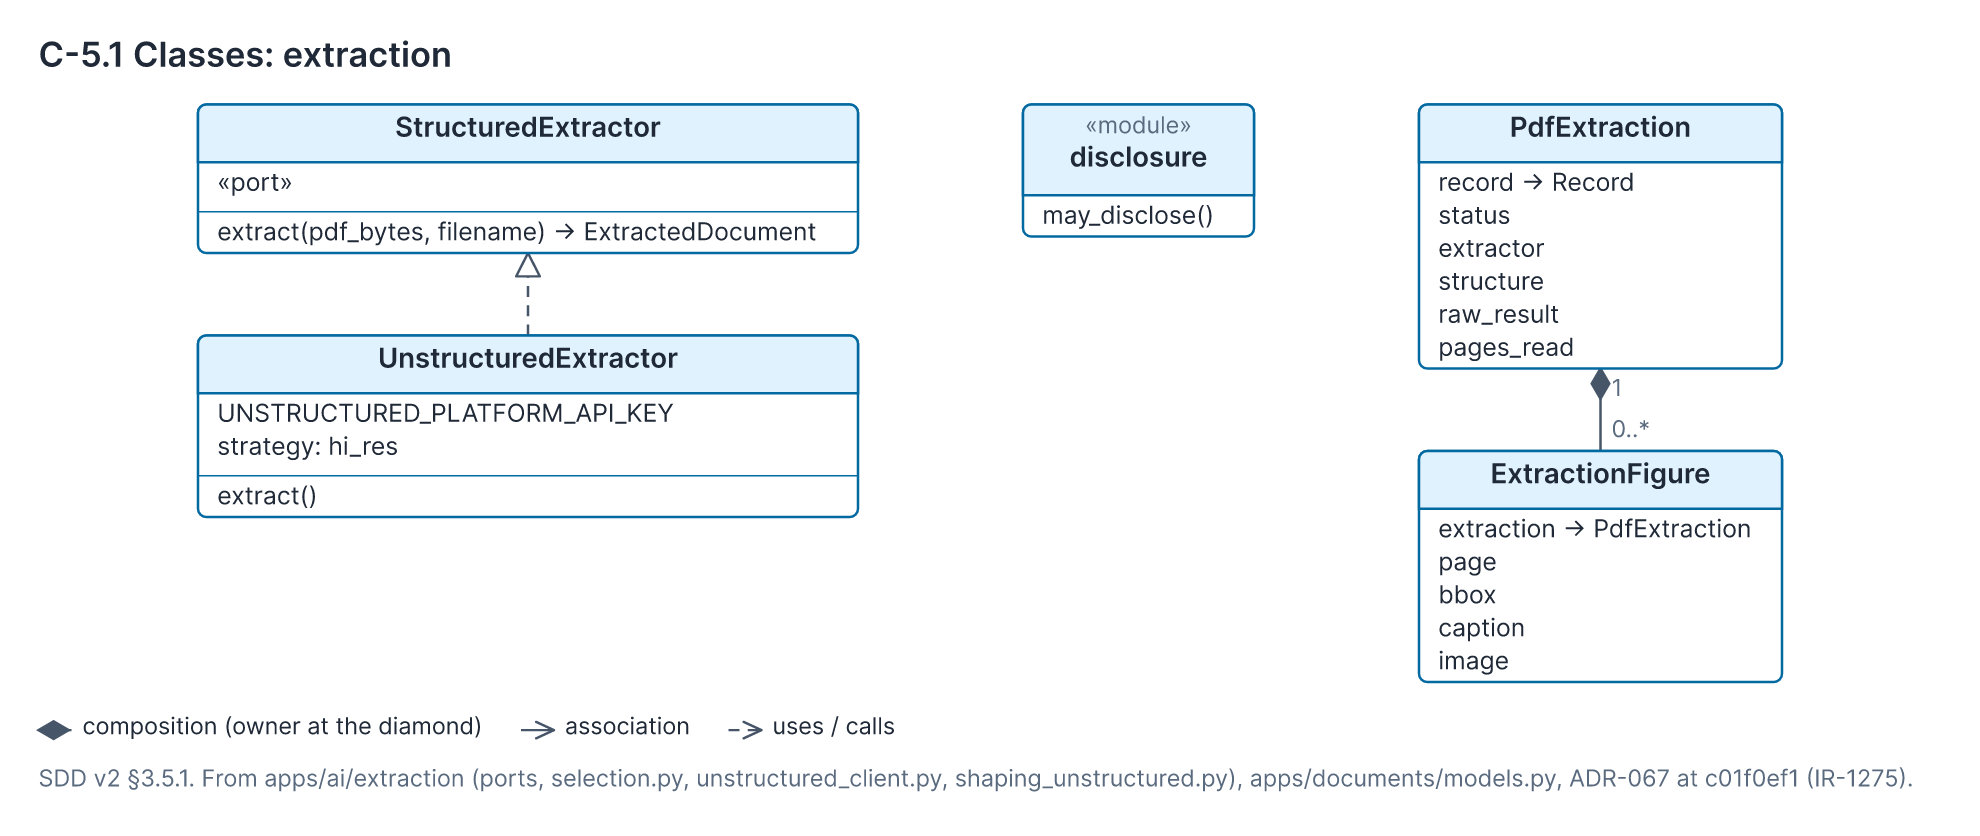 C-5.1 Classes: extraction
StructuredExtractor
«port»
extract(pdf_bytes, filename) → ExtractedDocument
UnstructuredExtractor
UNSTRUCTURED_PLATFORM_API_KEY
strategy: hi_res
extract()
«module»
disclosure
may_disclose()
PdfExtraction
record → Record
status
extractor
structure
raw_result
pages_read
1
0..*
ExtractionFigure
extraction → PdfExtraction
page
bbox
caption
image
composition (owner at the diamond)
association
uses / calls
SDD v2 §3.5.1. From apps/ai/extraction (ports, selection.py, unstructured_client.py, shaping_unstructured.py), apps/documents/models.py, ADR-067 at c01f0ef1 (IR-1275).